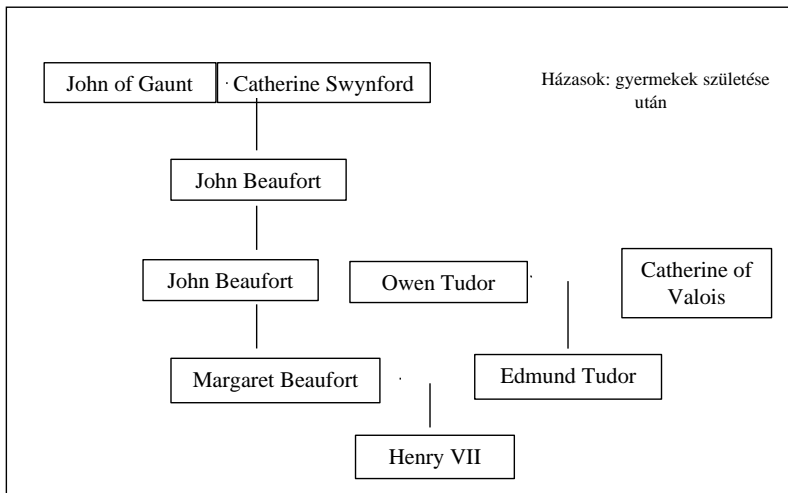 John of Gaunt
Catherine Swynford
Házasok: gyermekek születése
után
John Beaufort
John Beaufort
Owen Tudor
Catherine of
Valois
Margaret Beaufort
Edmund Tudor
Henry VII